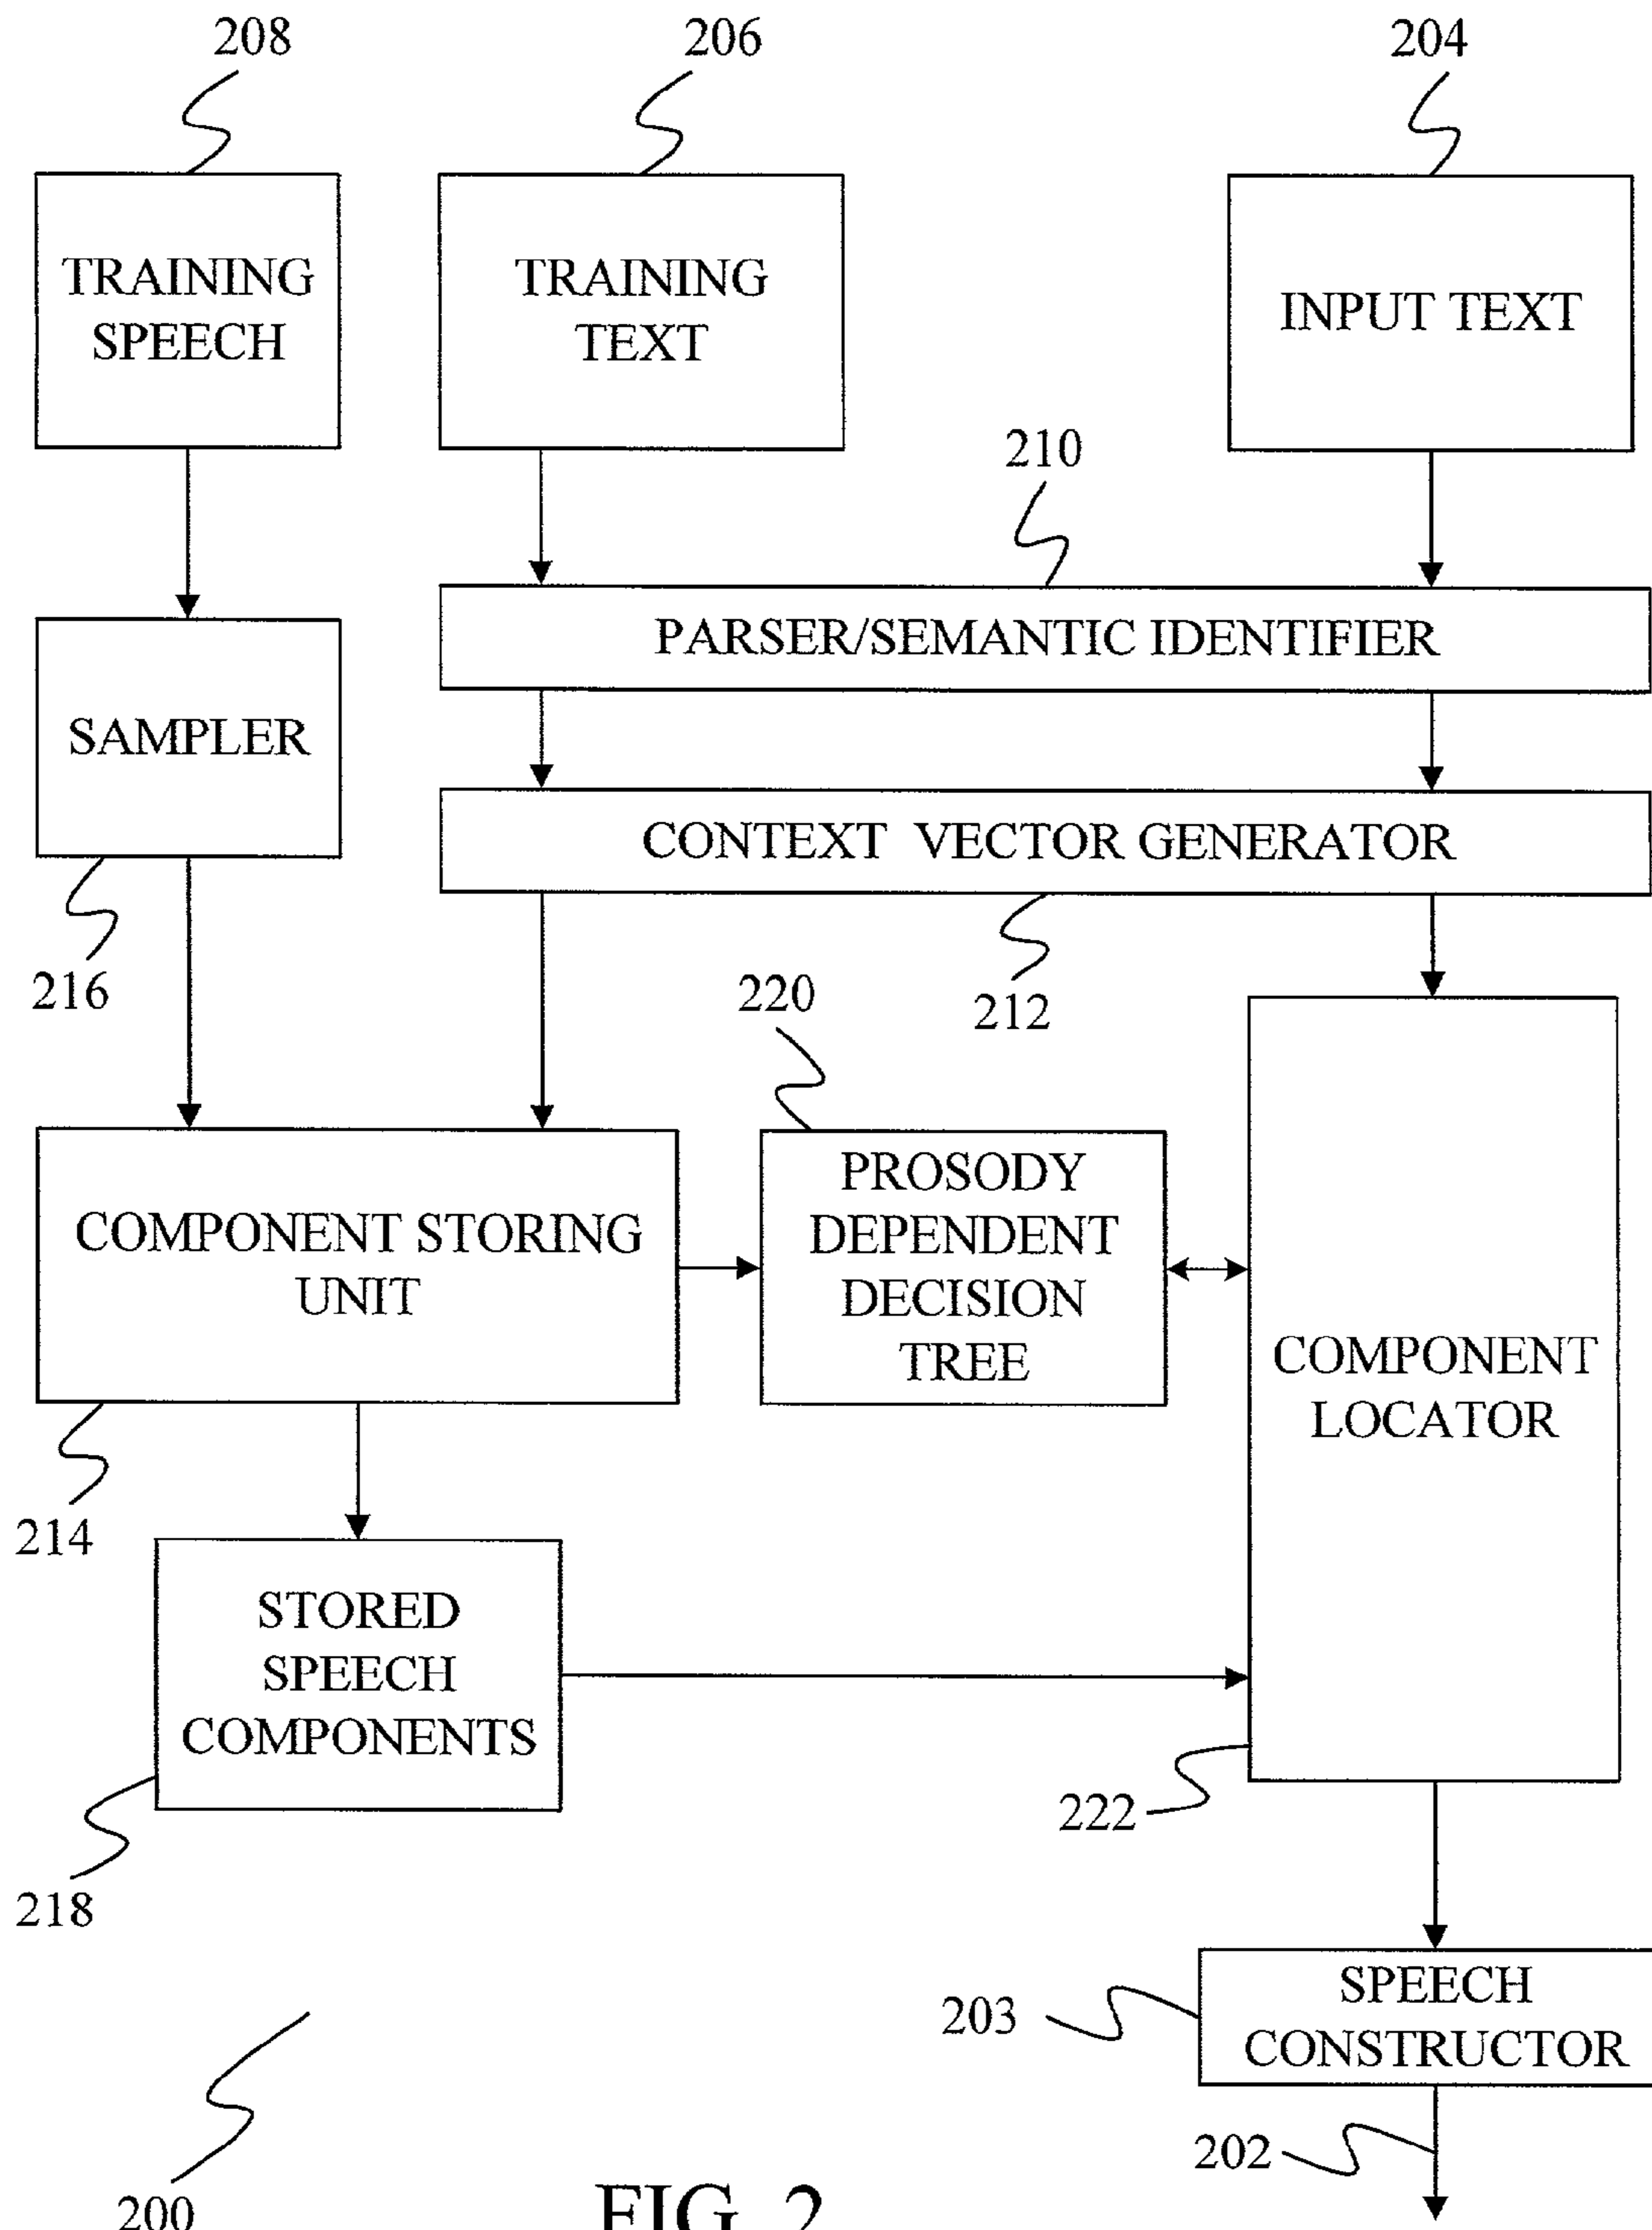 208
206
204
TRAINING
SPEECH
TRAINING
TEXT
INPUT TEXT
210
PARSER/SEMANTIC IDENTIFIER
SAMPLER
CONTEXT VECTOR GENERATOR
216
220
212
COMPONENT STORING
UNIT
PROSODY
DEPENDENT
DECISION
TREE
COMPONENT
LOCATOR
214
STORED
SPEECH
COMPONENTS
222
218
203
SPEECH
CONSTRUCTOR
202
200
FIG. 2